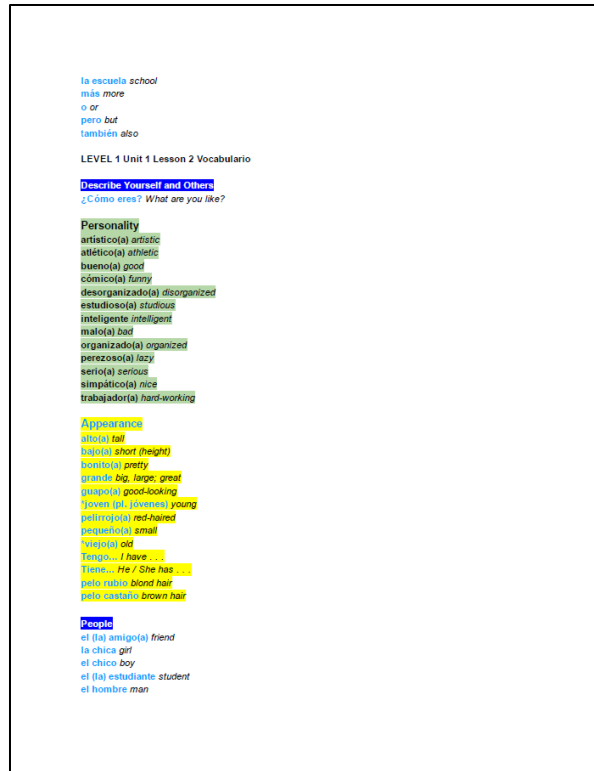 la escuela school
más more
o or
pero but
también also
LEVEL 1 Unit 1 Lesson 2 Vocabulario
Describe Yourself and Others
¿Cómo eres? What are you like?
Personality
artístico(a) artistic
atlético(a) athletic
bueno(a) good
cómico(a) funny
desorganizado(a) disorganized
estudioso(a) studious
inteligente intelligent
malo(a) bad
organizado(a) organized
perezoso(a) lazy
serio(a) serious
simpático(a) nice
trabajador(a) hard-working
Appearance
alto(a) tall
bajo(a) short (height)
bonito(a) pretty
grande big, large; great
guapo(a) good-looking
*joven (pl. jóvenes) young
pelirrojo(a) red-haired
pequeño(a) small
*viejo(a) old
Tengo... I have . . .
Tiene... He / She has . . .
pelo rubio blond hair
pelo castaño brown hair
People
el (la) amigo(a) friend
la chica girl
el chico boy
el (la) estudiante student
el hombre man